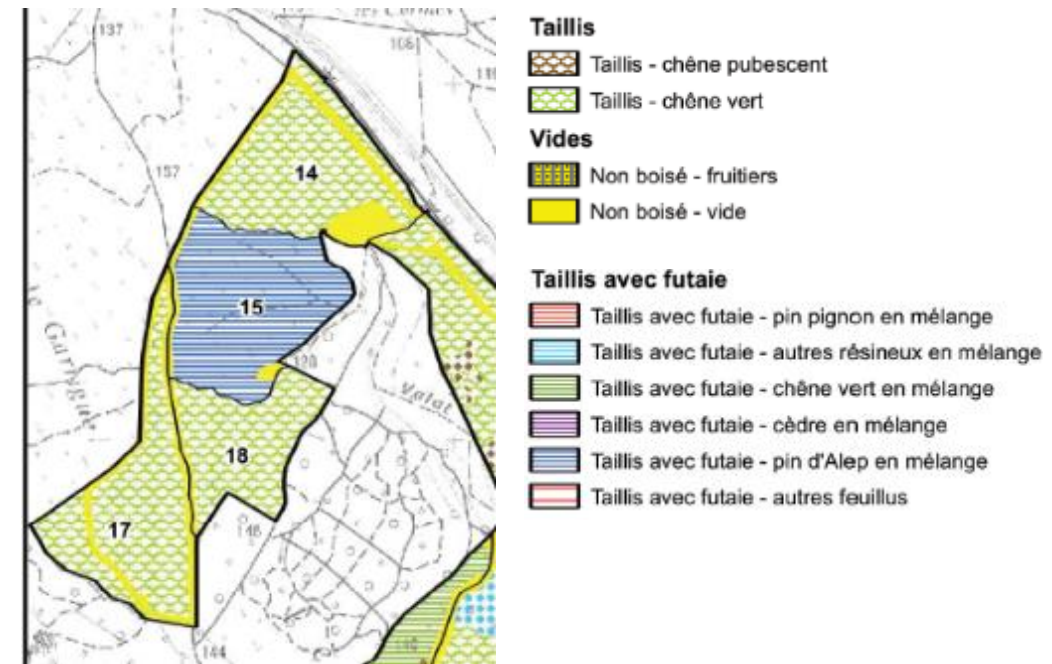 137
106
14
157
15
Garrigue
120
Valat
18
17
146
144
140
Taillis
Taillis - chêne pubescent
Taillis - chêne vert
Vides
Non boisé - fruitiers
Non boisé - vide
Taillis avec futaie
Taillis avec futaie - pin pignon en mélange
Taillis avec futaie - autres résineux en mélange
Taillis avec futaie - chêne vert en mélange
Taillis avec futaie - cèdre en mélange
Taillis avec futaie - pin d'Alep en mélange
Taillis avec futaie - autres feuillus